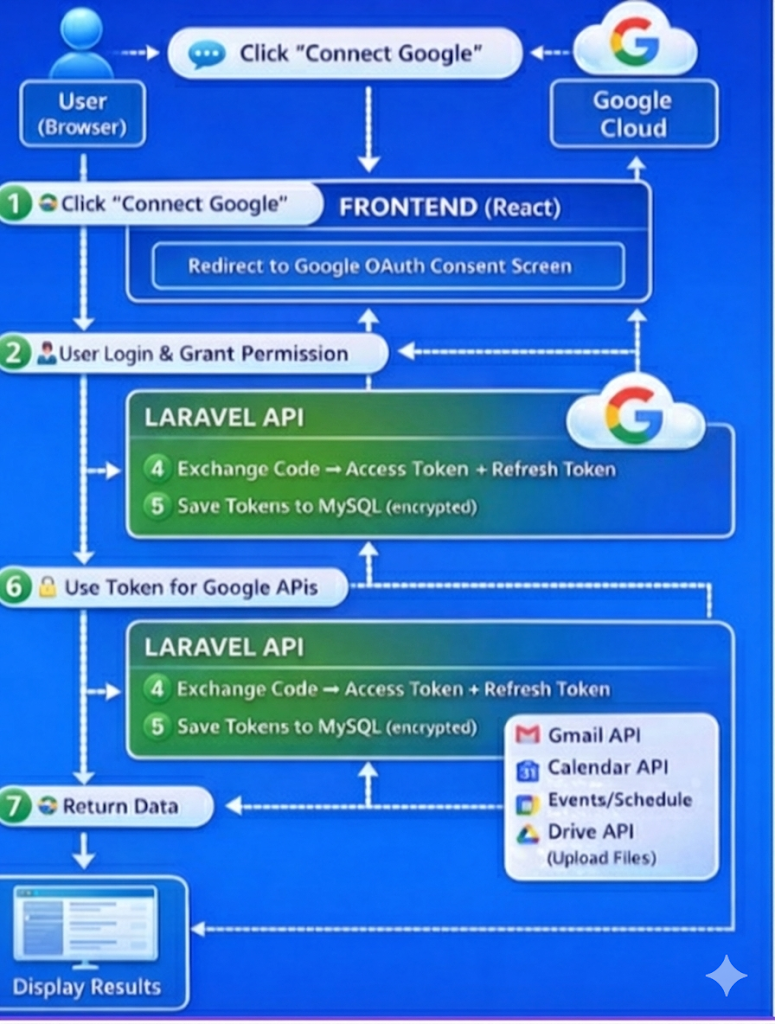 Click "Connect Google"
User
(Browser)
Google
Cloud
1 Click "Connect Google"
FRONTEND (React)
Redirect to Google OAuth Consent Screen
2 User Login & Grant Permission
LARAVEL API
4 Exchange Code → Access Token + Refresh Token
5 Save Tokens to MySQL (encrypted)
6 Use Token for Google APIs
LARAVEL API
4 Exchange Code → Access Token + Refresh Token
5 Save Tokens to MySQL (encrypted)
Gmail API
31 Calendar API
Events/Schedule
Drive API
(Upload Files)
7 Return Data
Display Results